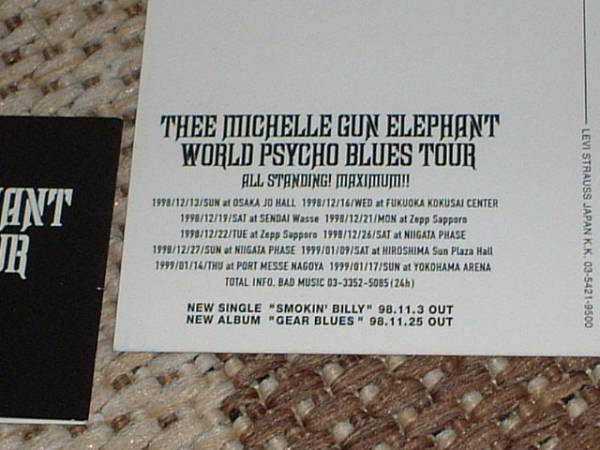 THEE MICHELLE GUN ELEPHANT
WORLD PSYCHO BLUES TOUR
ALL STANDING! MAXIMUM!!
1998/12/13/SUN at OSAKA JO HALL 1998/12/16/WED at FUKUOKA KOKUSAI CENTER
1998/12/19/SAT at SENDAI Wasse 1998/12/21/MON at Zepp Sapporo
1998/12/22/TUE at Zepp Sapporo 1998/12/26/SAT at NIIGATA PHASE
1998/12/27/SUN at NIIGATA PHASE 1999/01/09/SAT at HIROSHIMA Sun Plaza Hall
1999/01/14/THU at PORT MESSE NAGOYA 1999/01/17/SUN at YOKOHAMA ARENA
TOTAL INFO. BAD MUSIC 03-3352-5085 (24h)
NEW SINGLE "SMOKIN' BILLY" 98.11.3 OUT
NEW ALBUM "GEAR BLUES" 98.11.25 OUT
LEVI STRAUSS JAPAN K.K. 03-5421-9500
HANT
UR